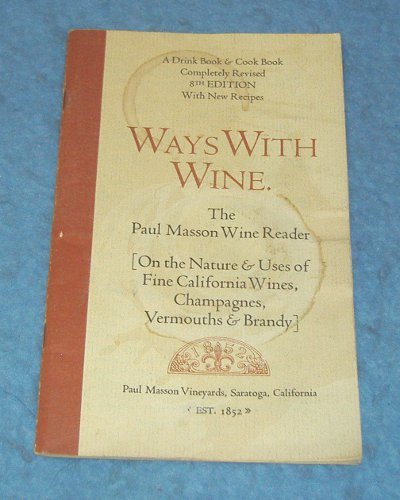 A Drink Book & Cook Book
Completely Revised
8TH EDITION
With New Recipes
WAYS WITH
WINE.
The
Paul Masson Wine Reader
[On the Nature & Uses of
Fine California Wines,
Champagnes,
Vermouths & Brandy]
1852
Paul Masson Vineyards, Saratoga, California
« EST. 1852 »